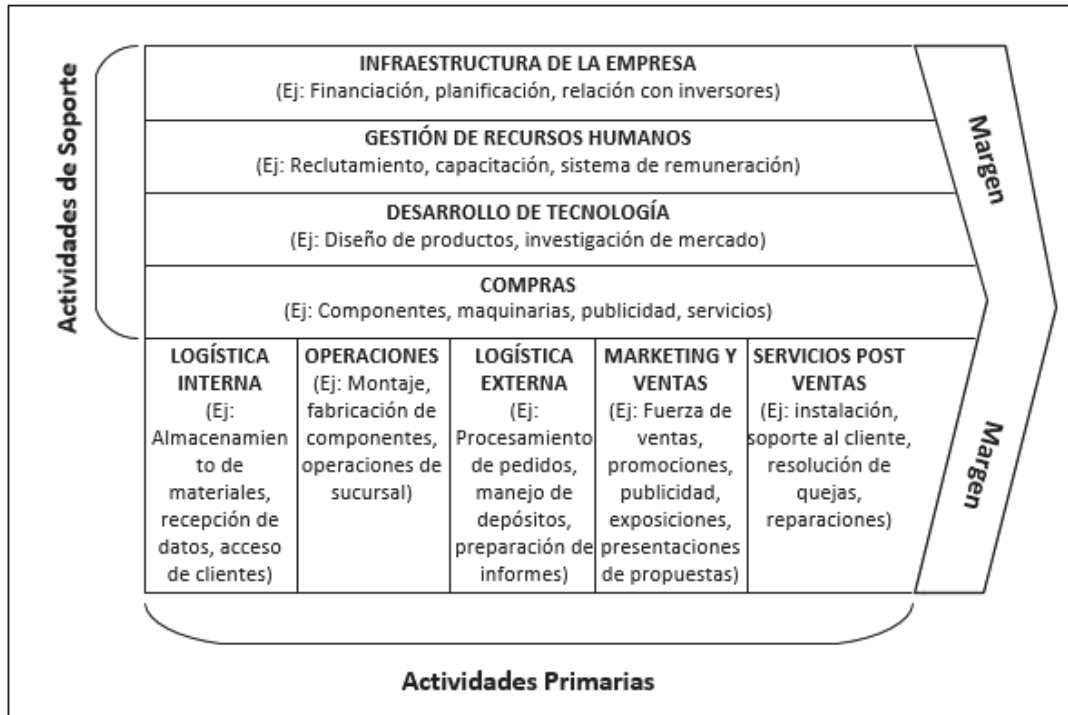 Actividades de Soporte
INFRAESTRUCTURA DE LA EMPRESA
(Ej: Financiación, planificación, relación con inversores)
GESTIÓN DE RECURSOS HUMANOS
(Ej: Reclutamiento, capacitación, sistema de remuneración)
DESARROLLO DE TECNOLOGÍA
(Ej: Diseño de productos, investigación de mercado)
COMPRAS
(Ej: Componentes, maquinarias, publicidad, servicios)
LOGÍSTICA
INTERNA
(Ej:
Almacenamien
to de
materiales,
recepción de
datos, acceso
de clientes)
OPERACIONES
(Ej: Montaje,
fabricación de
componentes,
operaciones de
sucursal)
LOGÍSTICA
EXTERNA
(Ej:
Procesamiento
de pedidos,
manejo de
depósitos,
preparación de
informes)
MARKETING Y
VENTAS
(Ej: Fuerza de
ventas,
promociones,
publicidad,
exposiciones,
presentaciones
de propuestas)
SERVICIOS POST
VENTAS
(Ej: instalación,
soporte al cliente,
resolución de
quejas,
reparaciones)
Margen
Margen
Actividades Primarias